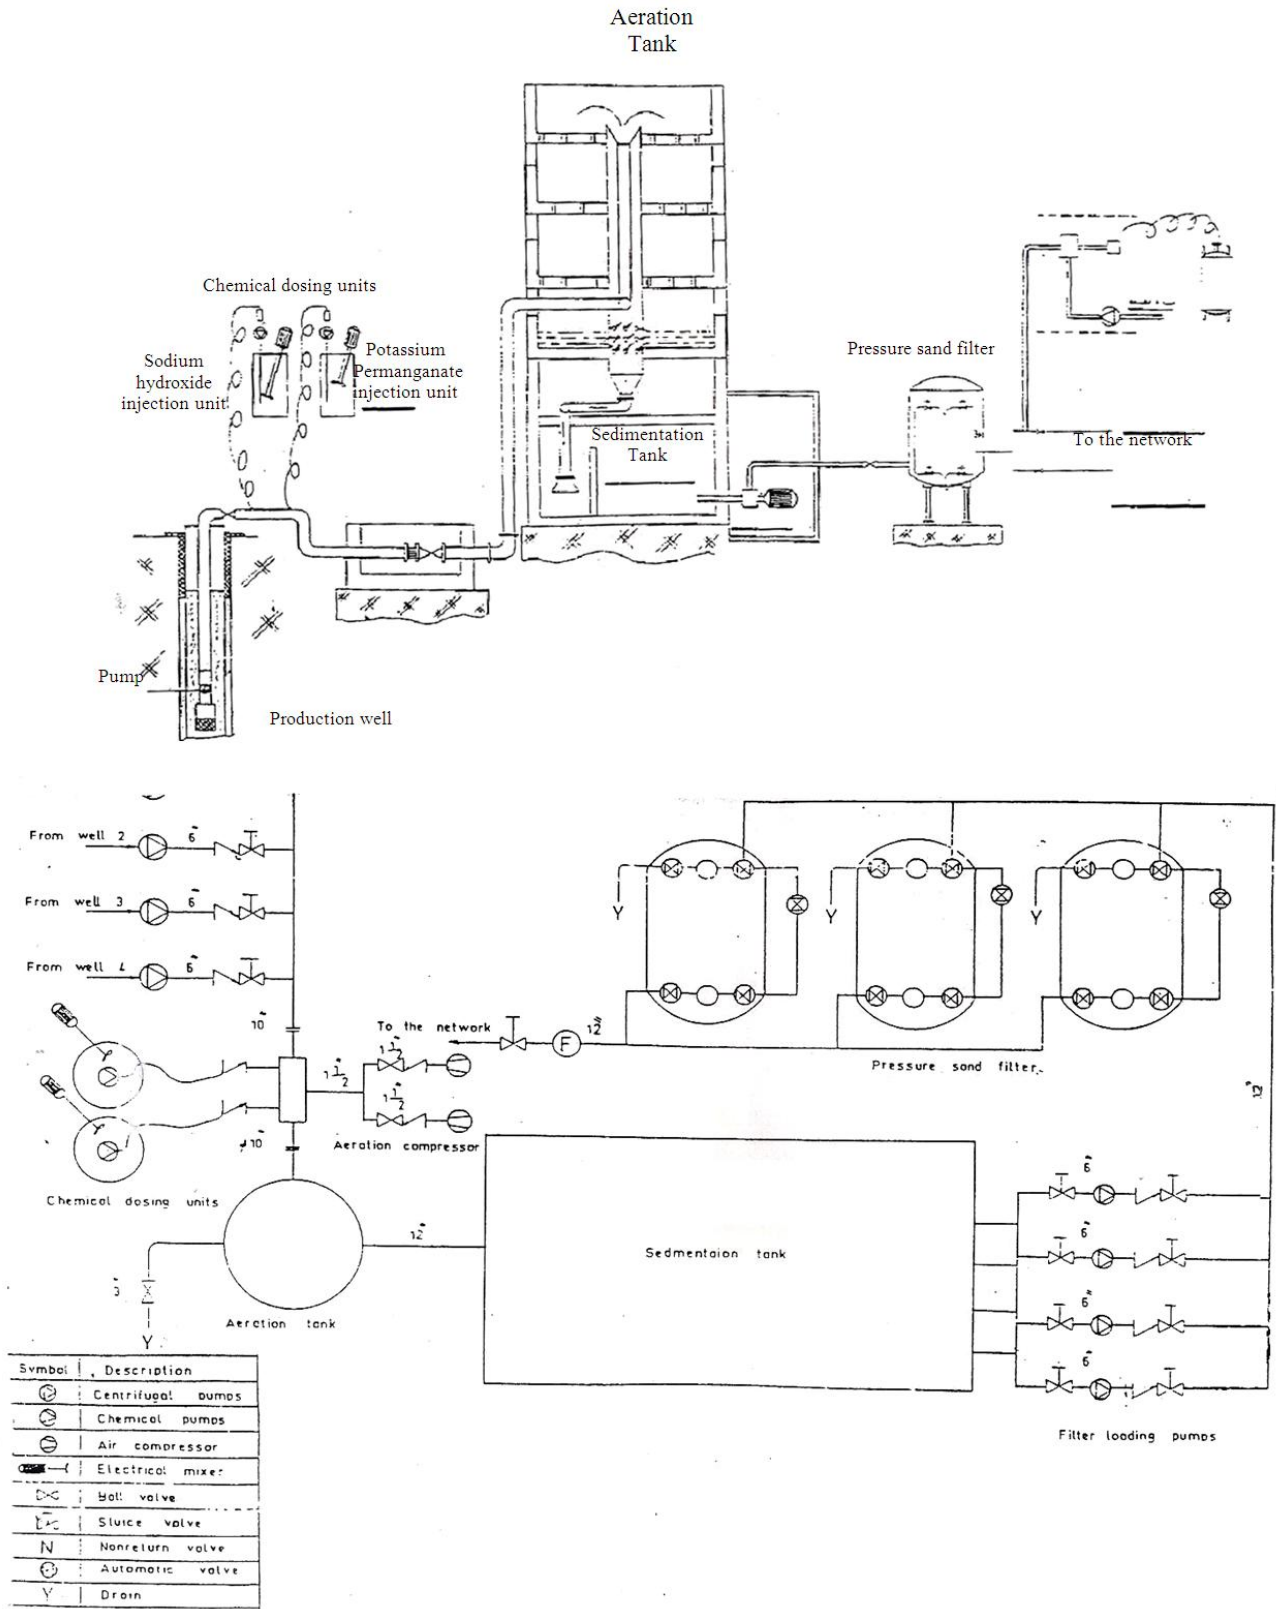 Aeration
Tank
Chemical dosing units
Sodium
hydroxide
injection unit
Potassium
Permanganate
injection unit
Pressure sand filter
Sedimentation
Tank
To the network
Pump
Production well
From well 2
6"
From well 3
6"
From well 4
6"
10"
To the network
12"
F
Y
Y
Y
Pressure sand filter
12"
1 1/2"
1 1/2"
1 1/2"
10"
Aeration compressor
Chemical dosing units
12"
Sedmentaion tank
3"
Y
Aeration tank
6"
6"
6"
6"
Filter loading pumps
Symbol Description
Centrifugal pumps
Chemical pumps
Air compressor
Electrical mixer
Ball valve
Sluice valve
N Nonreturn valve
Automatic valve
Y Drain